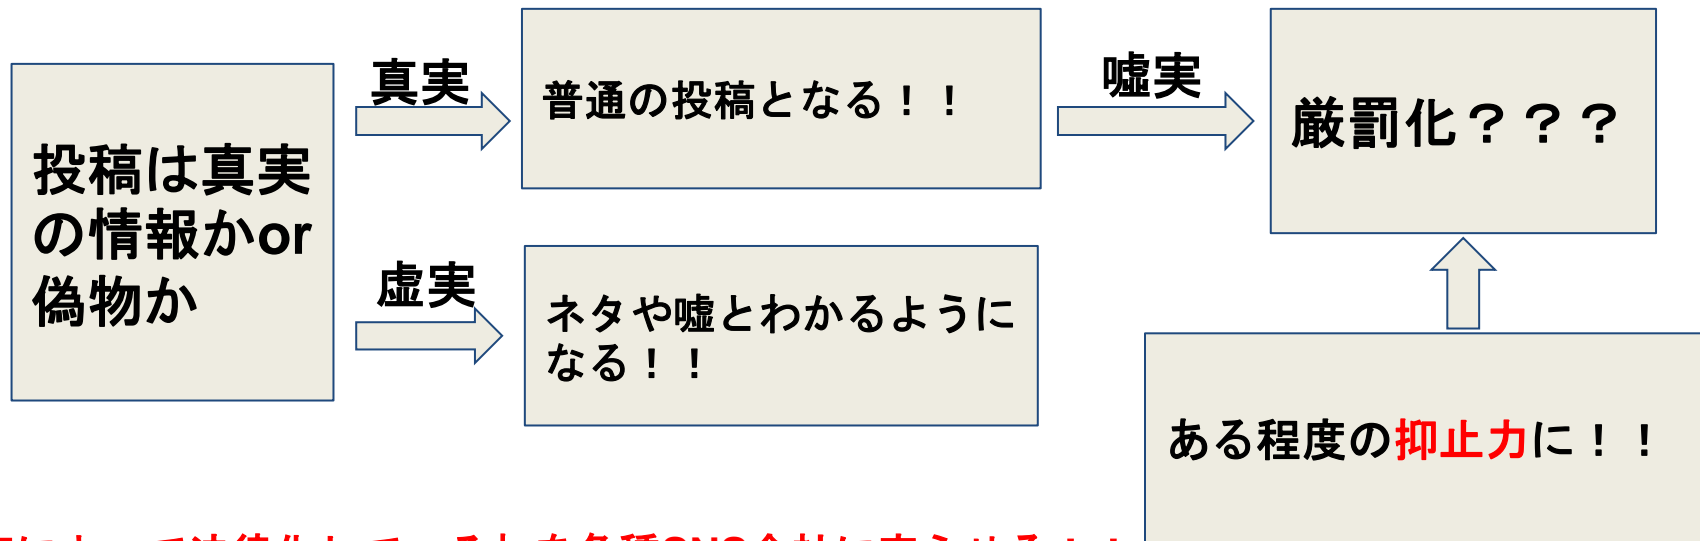 投稿は真実
の情報かor
偽物か
真実
普通の投稿となる！！
嘘実
厳罰化？？？
虚実
ネタや嘘とわかるように
なる！！
ある程度の抑止力に！！